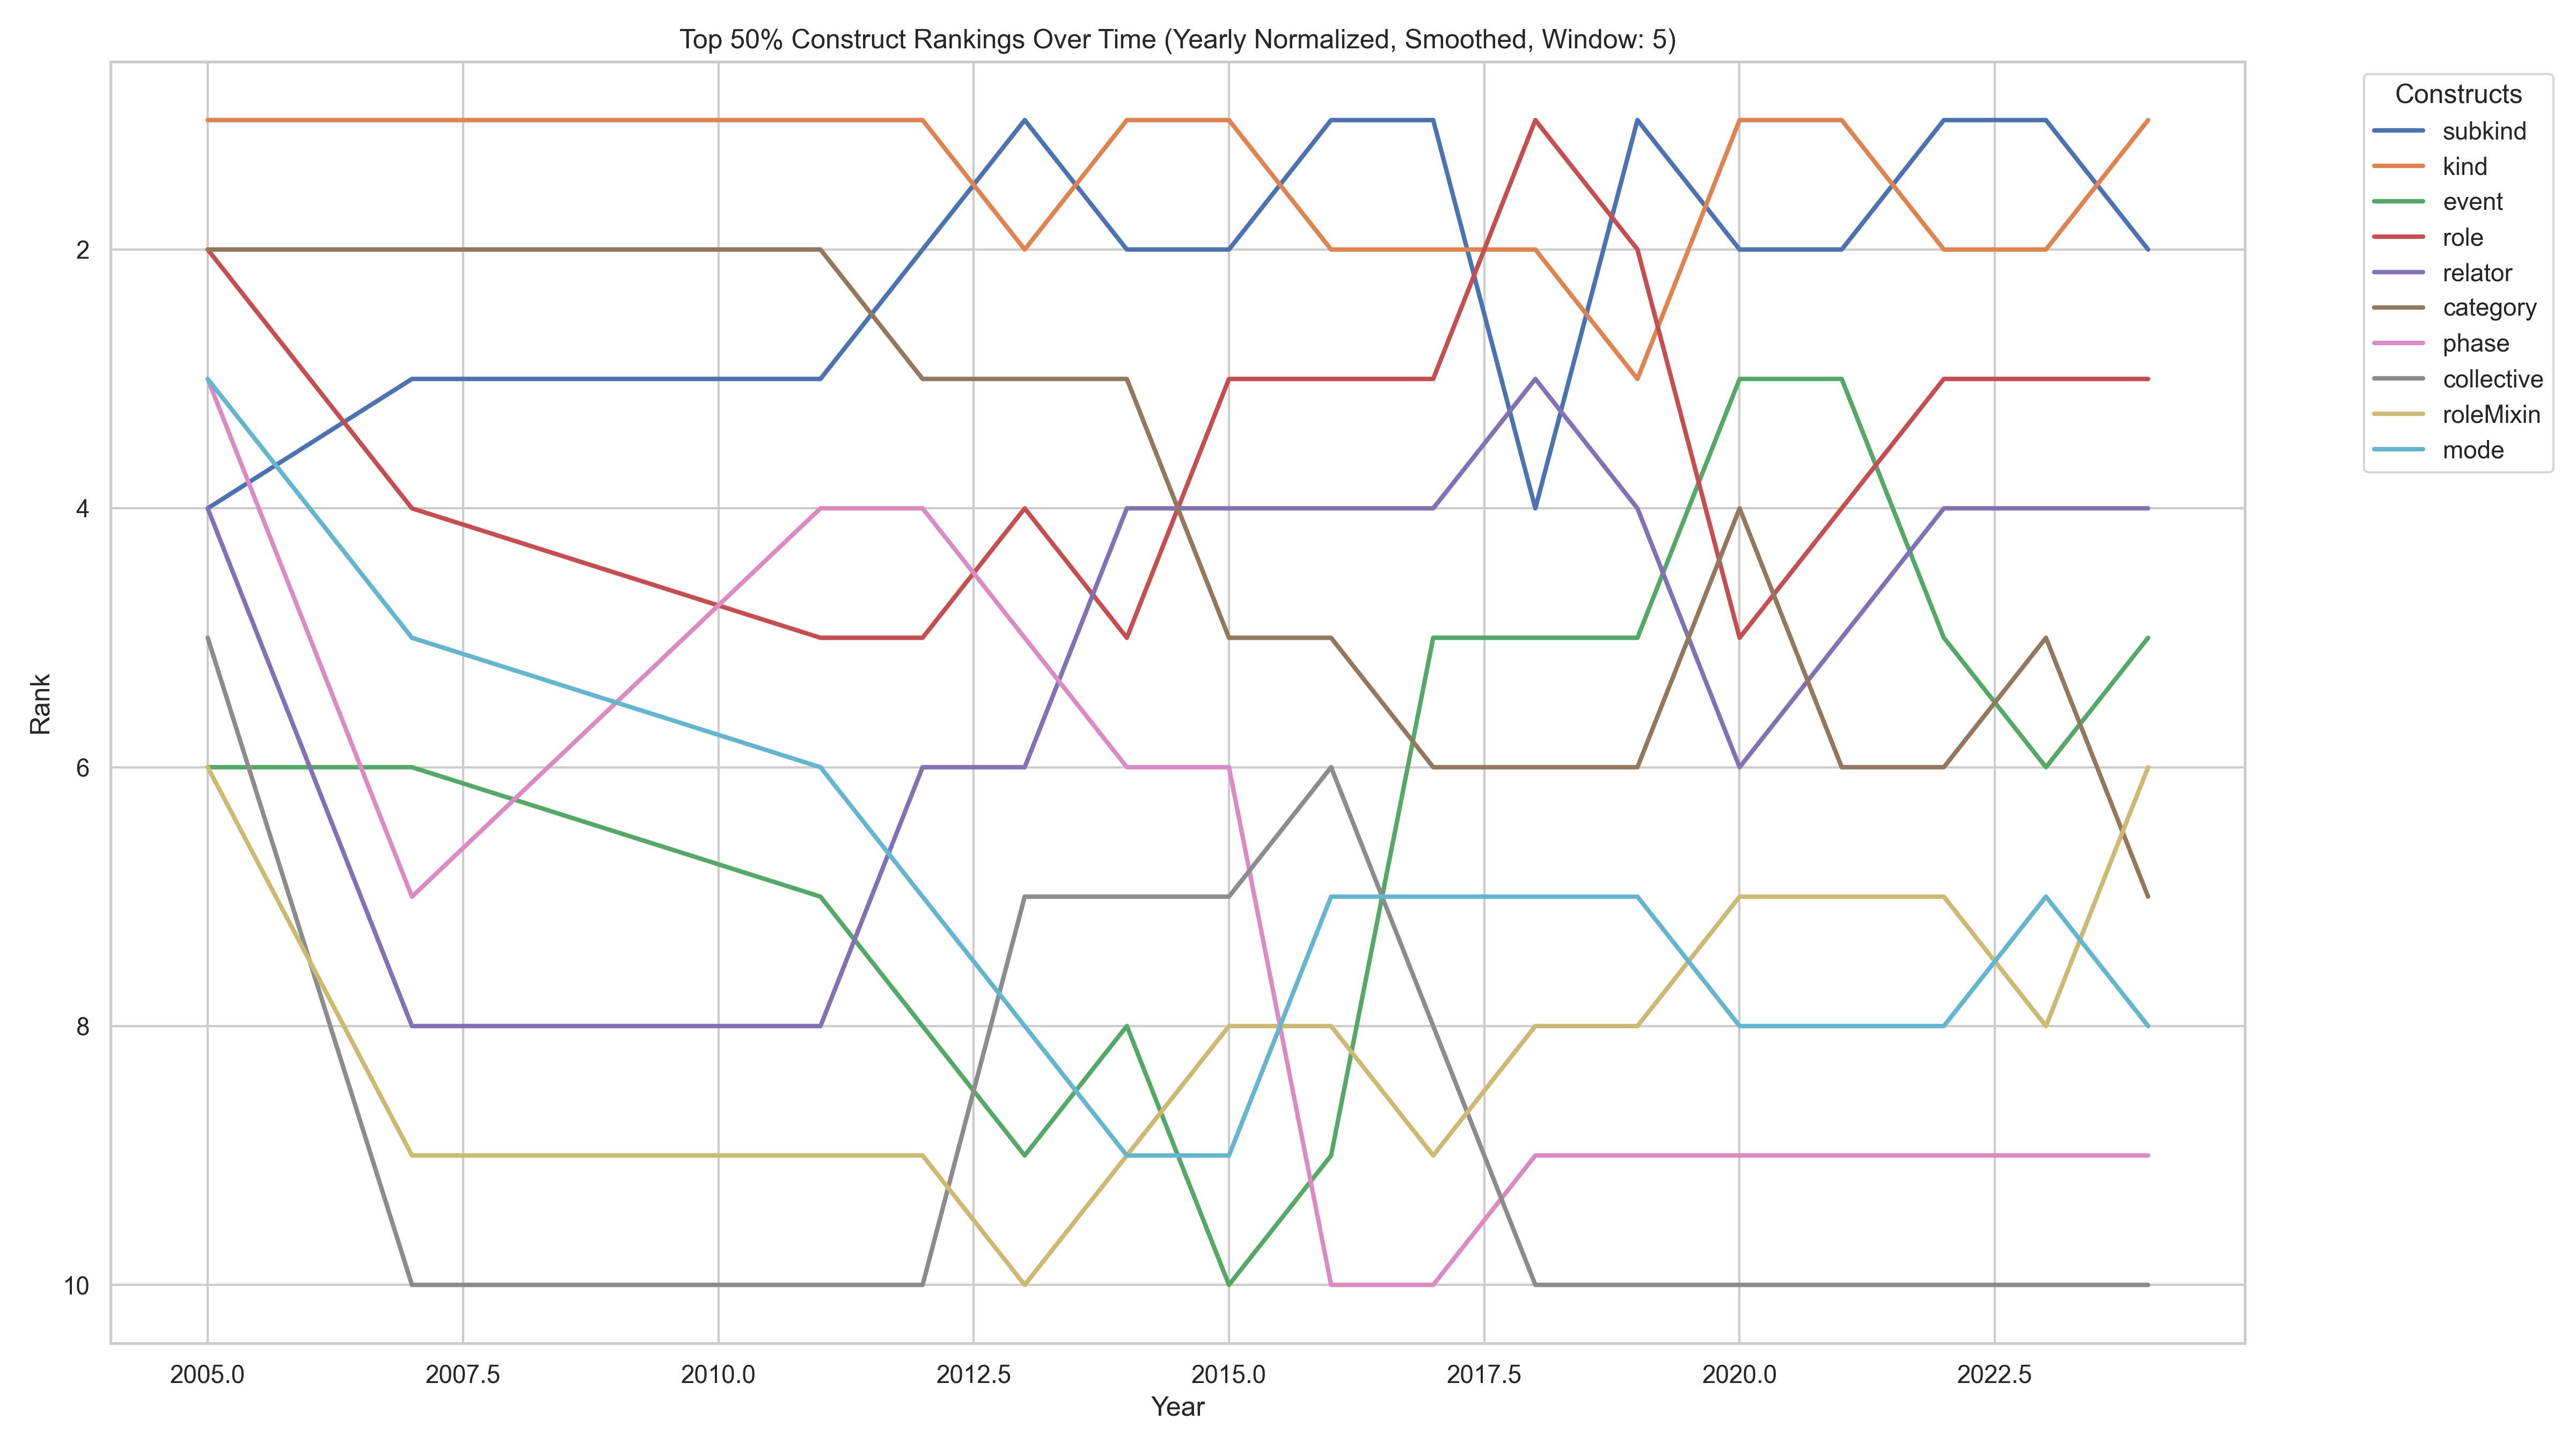 Top 50% Construct Rankings Over Time (Yearly Normalized, Smoothed, Window: 5)
Constructs
subkind
kind
event
role
relator
category
phase
collective
roleMixin
mode
Rank
2
4
6
8
10
2005.0 2007.5 2010.0 2012.5 2015.0 2017.5 2020.0 2022.5
Year